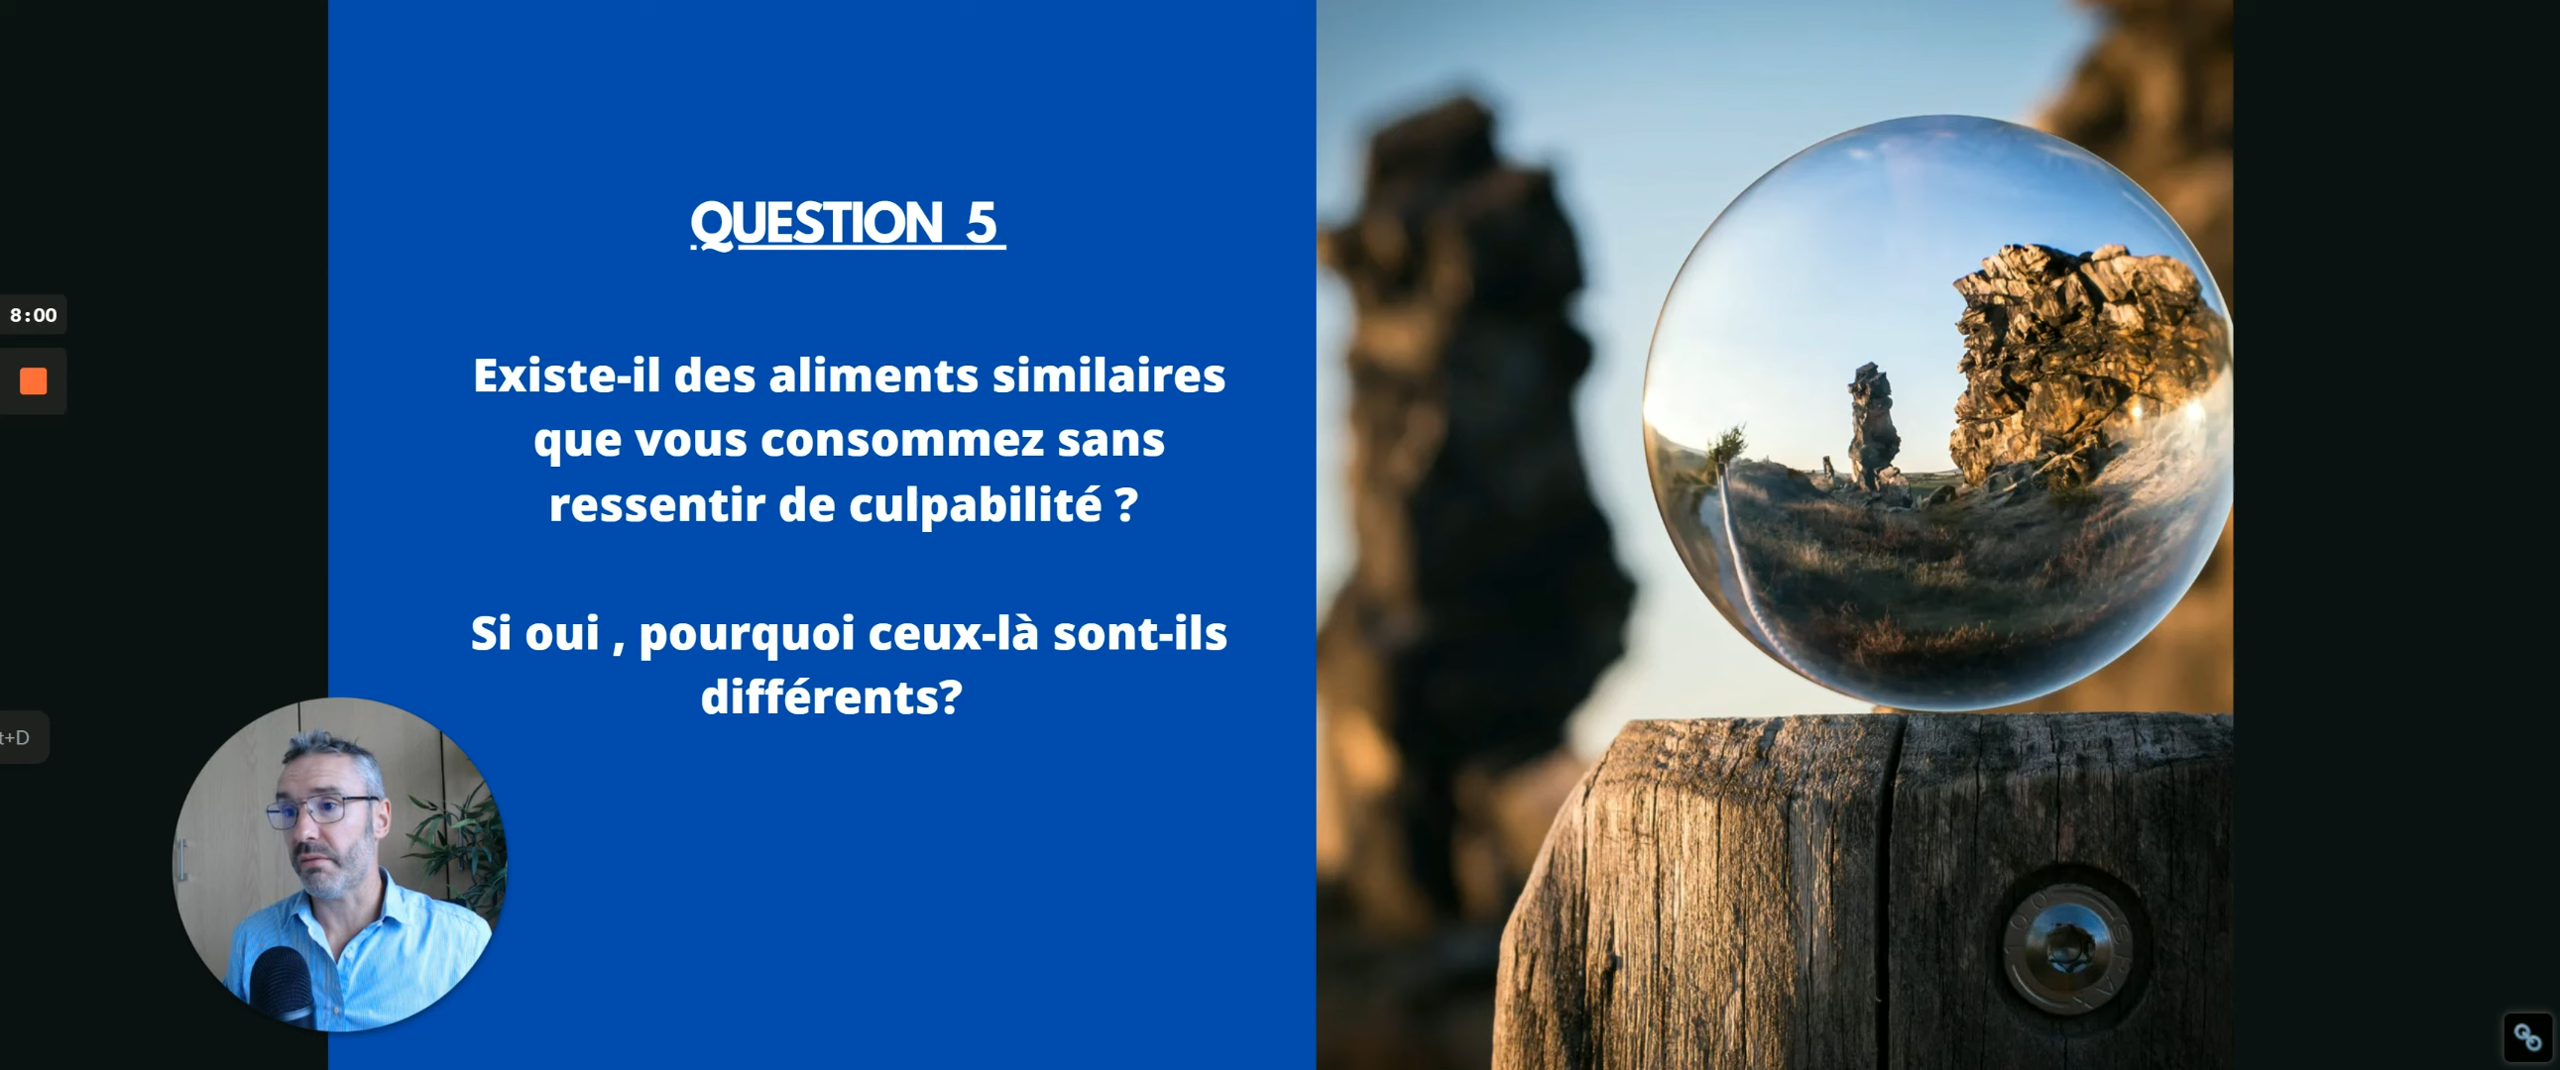 QUESTION 5
Existe-il des aliments similaires
que vous consommez sans
ressentir de culpabilité ?
Si oui , pourquoi ceux-là sont-ils
différents?
8:00
t+D